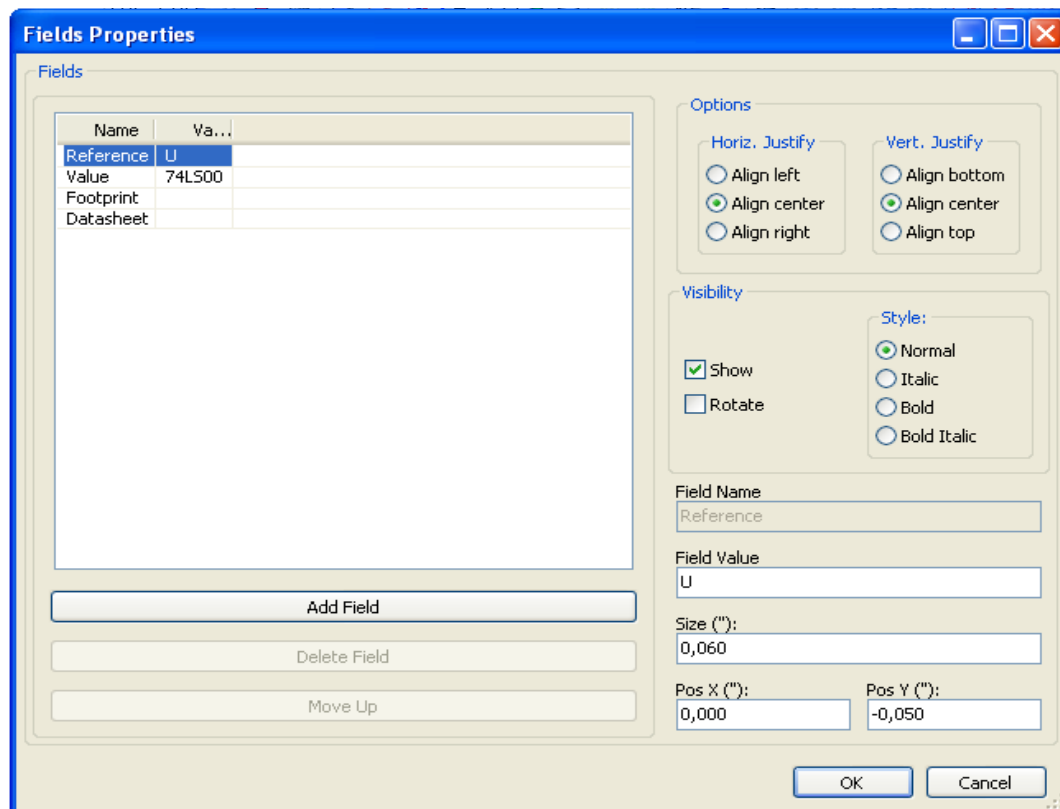 Fields Properties
Fields
Name Va...
Reference U
Value 74LS00
Footprint
Datasheet
Add Field
Delete Field
Move Up
Options
Horiz. Justify
Align left
Align center
Align right
Vert. Justify
Align bottom
Align center
Align top
Visibility
Show
Rotate
Style:
Normal
Italic
Bold
Bold Italic
Field Name
Reference
Field Value
U
Size ("):
0,060
Pos X ("): Pos Y ("):
0,000 -0,050
OK Cancel